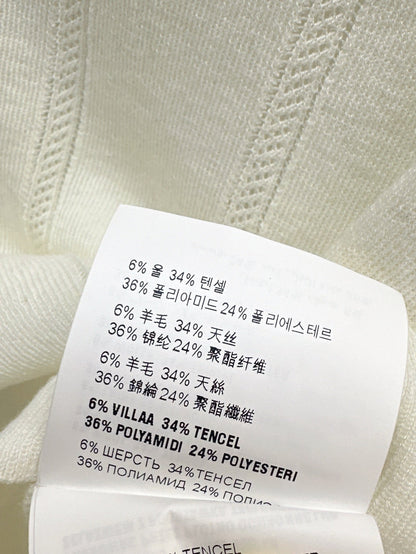 6% 울 34% 텐셀
36% 폴리아미드 24% 폴리에스테르
6% 羊毛 34% 天丝
36% 锦纶 24% 聚酯纤维
6% 羊毛 34% 天絲
36% 錦綸 24% 聚酯纖維
6% VILLAA 34% TENCEL
36% POLYAMIDI 24% POLYESTERI
6% ШЕРСТЬ 34% ТЕНСЕЛ
36% ПОЛИАМИД 24%
TENCEL